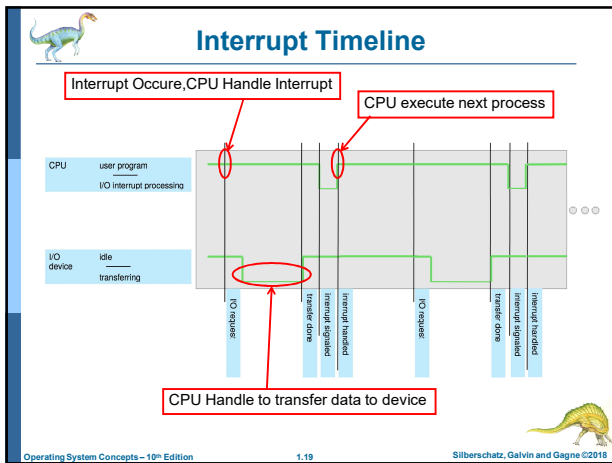 Interrupt Timeline
Interrupt Occure,CPU Handle Interrupt
CPU execute next process
CPU
user program
I/O interrupt processing
I/O
device
idle
transferring
I/O request
transfer done
interrupt signaled
interrupt handled
I/O request
transfer done
interrupt signaled
interrupt handled
CPU Handle to transfer data to device
Operating System Concepts – 10th Edition
1.19
Silberschatz, Galvin and Gagne ©2018